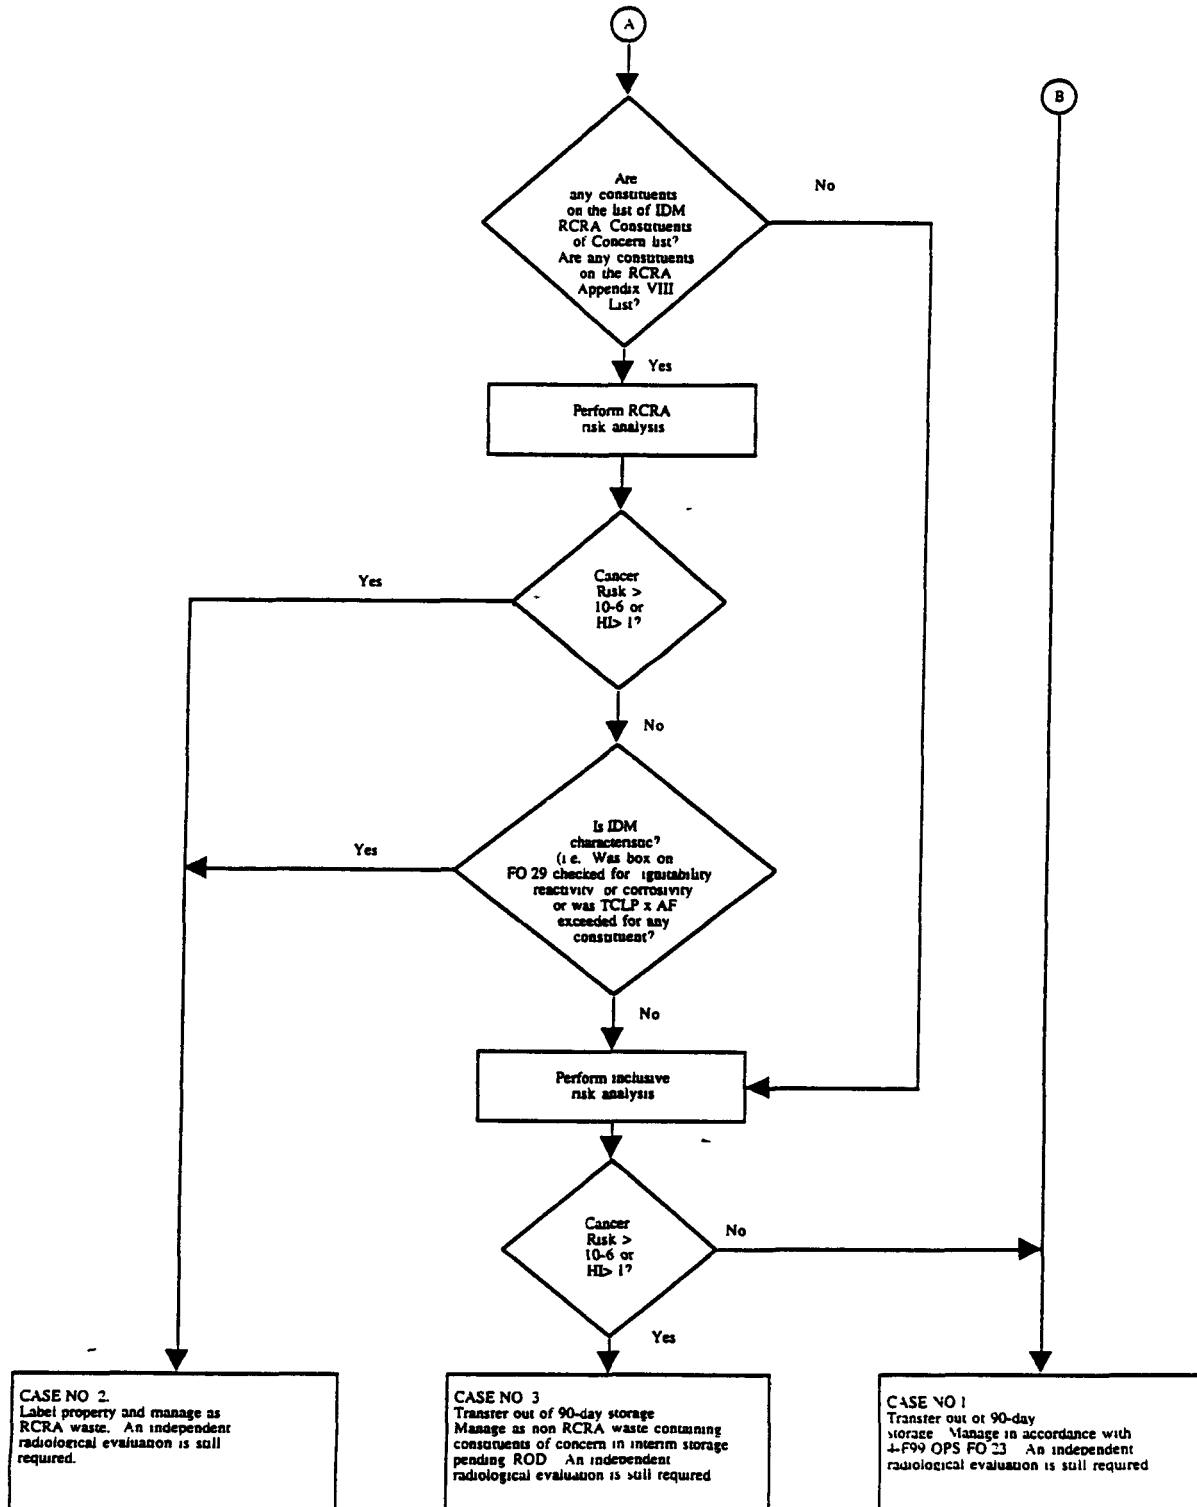 A
B
Are
any constituents
on the list of IDM
RCRA Constituents
of Concern list?
Are any constituents
on the RCRA
Appendix VIII
List?
No
Yes
Perform RCRA
risk analysis
Cancer
Risk >
10-6 or
HI> 1?
Yes
No
Is IDM
characteristic?
(i e. Was box on
FO 29 checked for ignitability
reactivity or corrosivity
or was TCLP x AF
exceeded for any
constituent?
Yes
No
Perform inclusive
risk analysis
Cancer
Risk >
10-6 or
HI> 1?
No
Yes
CASE NO 2.
Label property and manage as
RCRA waste. An independent
radiological evaluation is still
required.
CASE NO 3
Transfer out of 90-day storage
Manage as non RCRA waste containing
constituents of concern in interim storage
pending ROD An independent
radiological evaluation is still required
CASE NO 1
Transfer out of 90-day
storage Manage in accordance with
4-F99 OPS FO 23 An independent
radiological evaluation is still required